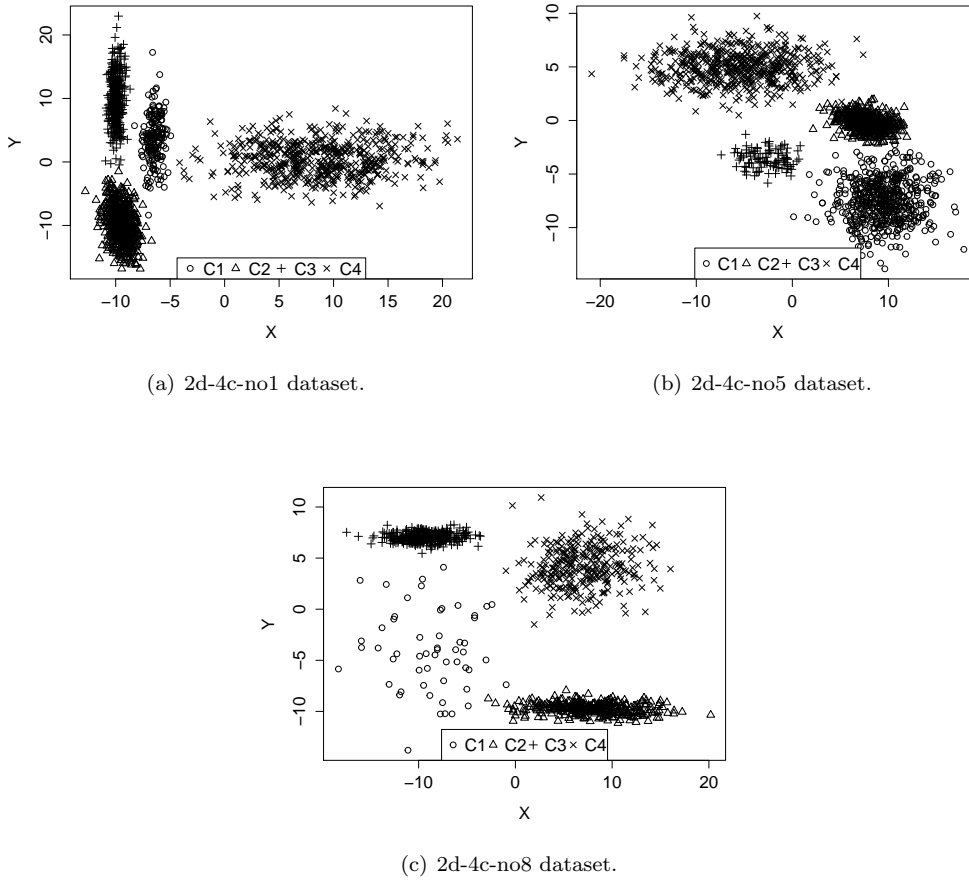 20
10
0
−10
Y
−10
−5
0
5
10
15
20
X
○ C1 △ C2 + C3 × C4
(a) 2d-4c-no1 dataset.
10
5
0
−5
−10
Y
−20
−10
0
10
X
○ C1 △ C2 + C3 × C4
(b) 2d-4c-no5 dataset.
10
5
0
−5
−10
Y
−10
0
10
20
X
○ C1 △ C2 + C3 × C4
(c) 2d-4c-no8 dataset.